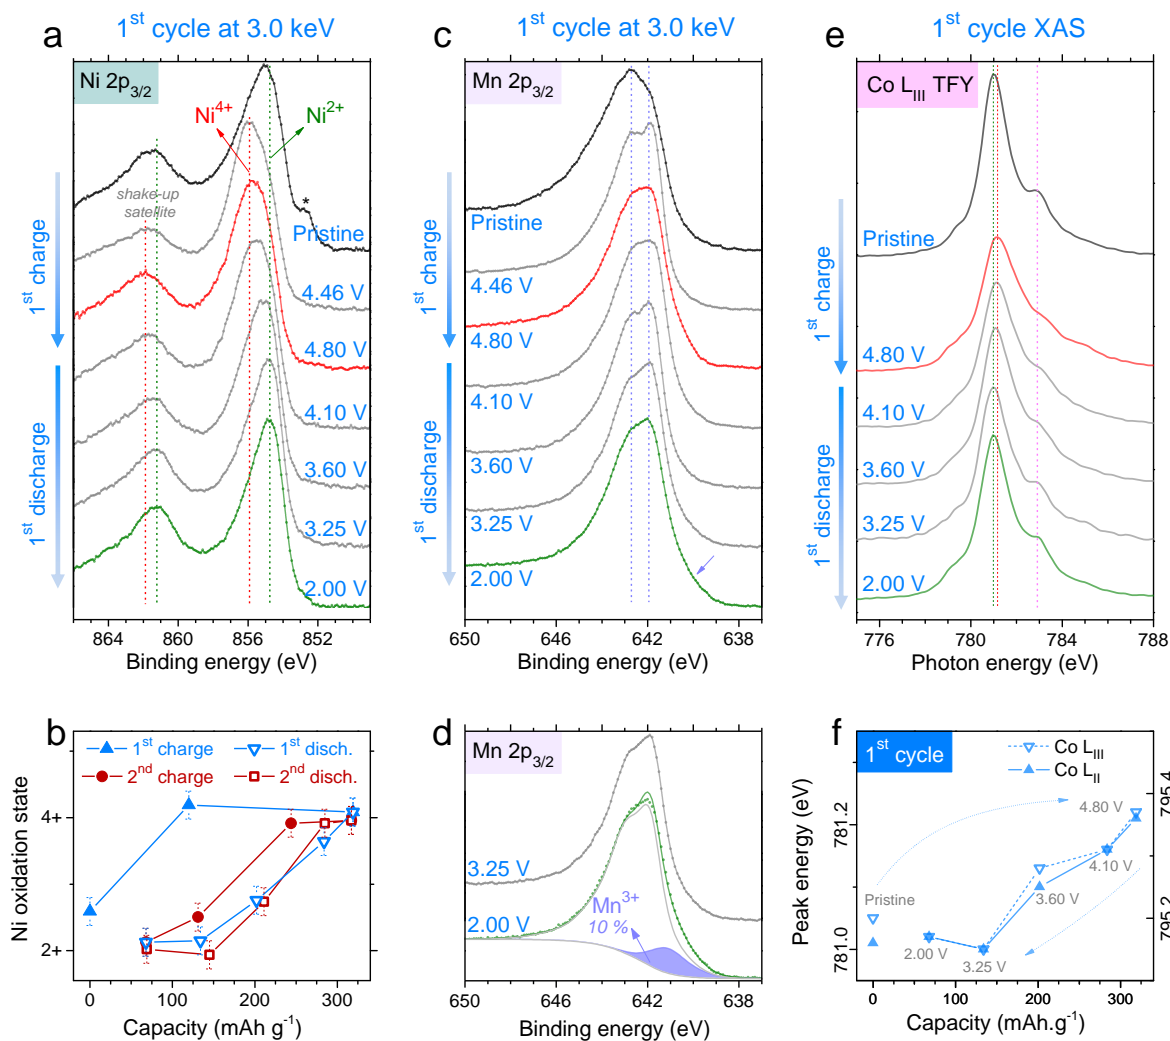 a
1st cycle at 3.0 keV
Ni 2p3/2
Ni4+
Ni2+
shake-up
satellite
*
Pristine
4.46 V
4.80 V
4.10 V
3.60 V
3.25 V
2.00 V
1st charge
1st discharge
864
860
856
852
Binding energy (eV)
c
1st cycle at 3.0 keV
Mn 2p3/2
Pristine
4.46 V
4.80 V
4.10 V
3.60 V
3.25 V
2.00 V
1st charge
1st discharge
650
646
642
638
Binding energy (eV)
e
1st cycle XAS
Co LIII TFY
Pristine
4.80 V
4.10 V
3.60 V
3.25 V
2.00 V
1st charge
1st discharge
776
780
784
788
Photon energy (eV)
b
1st charge
1st disch.
2nd charge
2nd disch.
4+
2+
Ni oxidation state
0
100
200
300
Capacity (mAh g-1)
d
Mn 2p3/2
3.25 V
2.00 V
Mn3+
10 %
650
646
642
638
Binding energy (eV)
f
1st cycle
Co LIII
Co LII
4.80 V
4.10 V
3.60 V
3.25 V
2.00 V
Pristine
781.2
781.0
Peak energy (eV)
795.4
795.2
0
100
200
300
Capacity (mAh.g-1)